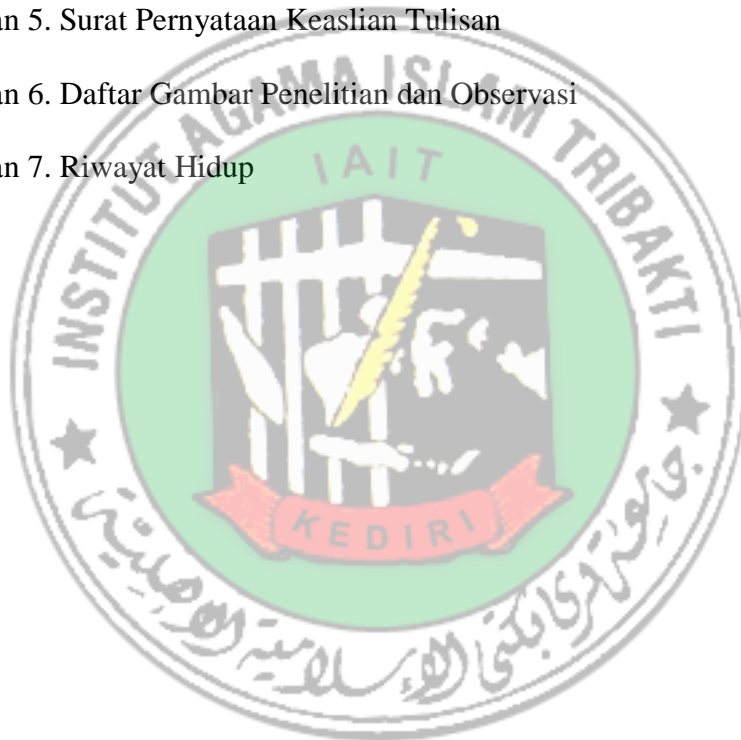 an 5. Surat Pernyataan Keaslian Tulisan
an 6. Daftar Gambar Penelitian dan Observasi
an 7. Riwayat Hidup
INSTITUT AGAMA ISLAM TRIBAKTI
IAIT
KEDIRI